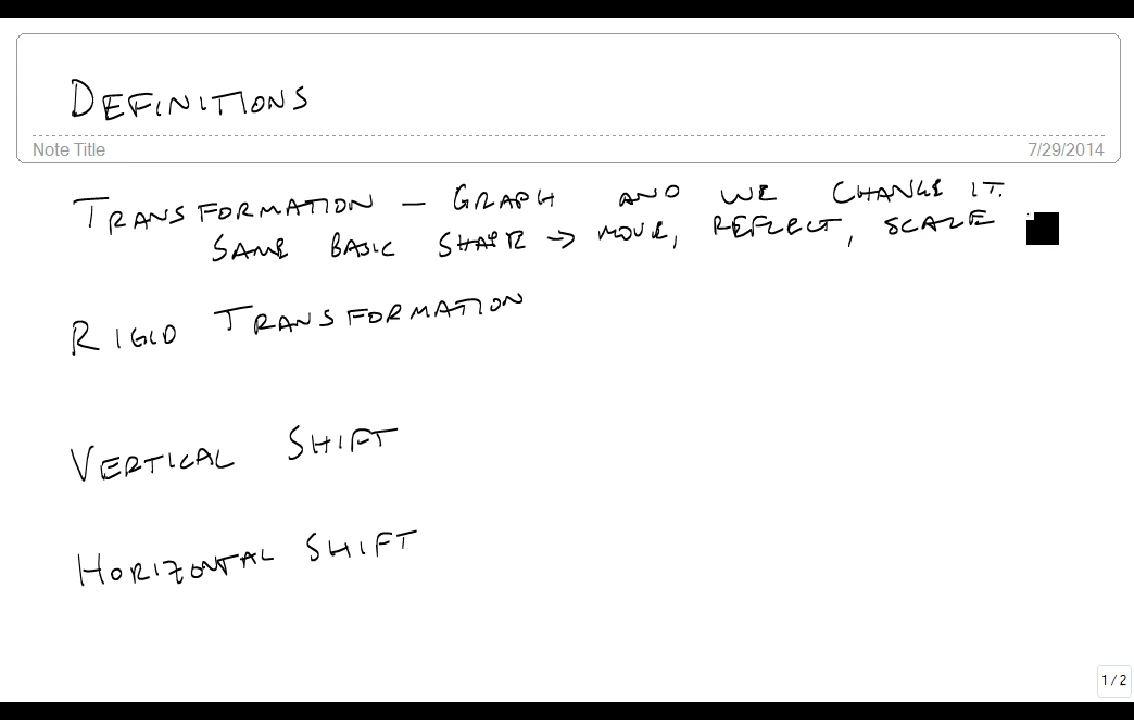 DEFINITIONS
Note Title
7/29/2014
TRANSFORMATION – GRAPH AND WE CHANGE IT.
SAME BASIC SHAPE → MOVE, REFLECT, SCALE
RIGID TRANSFORMATION
VERTICAL SHIFT
HORIZONTAL SHIFT
1/2